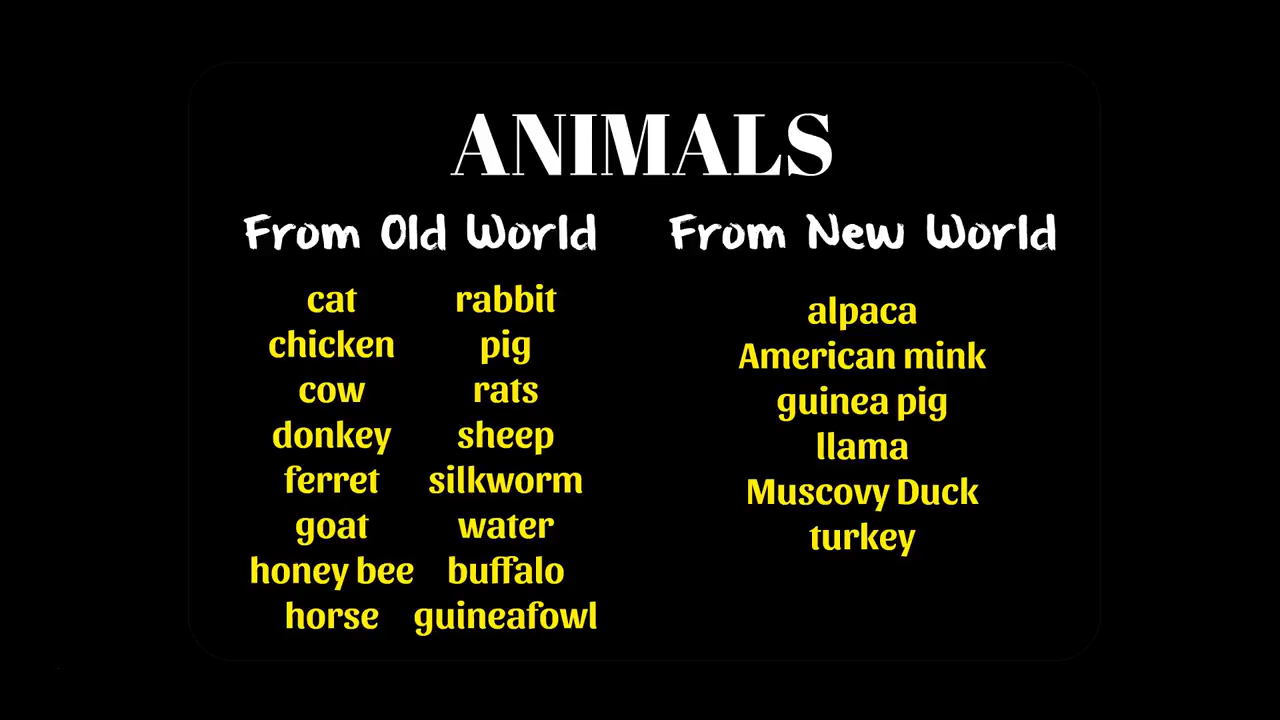 ANIMALS
From Old World
cat
chicken
cow
donkey
ferret
goat
honey bee
horse
rabbit
pig
rats
sheep
silkworm
water
buffalo
guineafowl
From New World
alpaca
American mink
guinea pig
llama
Muscovy Duck
turkey